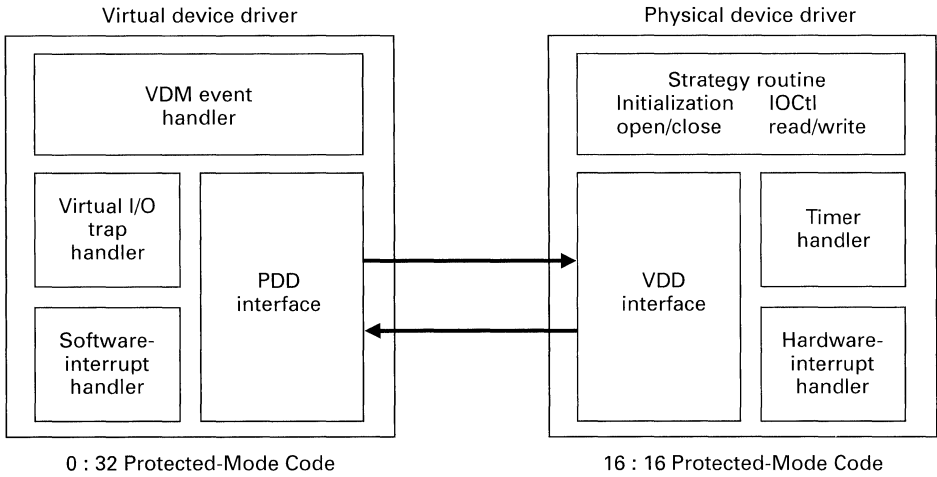 Virtual device driver
VDM event
handler
Virtual I/O
trap
handler
PDD
interface
Software-
interrupt
handler
0 : 32 Protected-Mode Code
Physical device driver
Strategy routine
Initialization IOCtl
open/close read/write
VDD
interface
Timer
handler
Hardware-
interrupt
handler
16 : 16 Protected-Mode Code